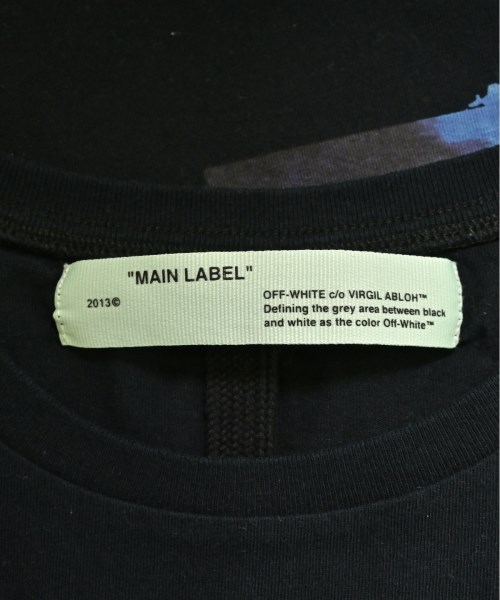 "MAIN LABEL"
2013©
OFF-WHITE c/o VIRGIL ABLOH™
Defining the grey area between black
and white as the color Off-White™